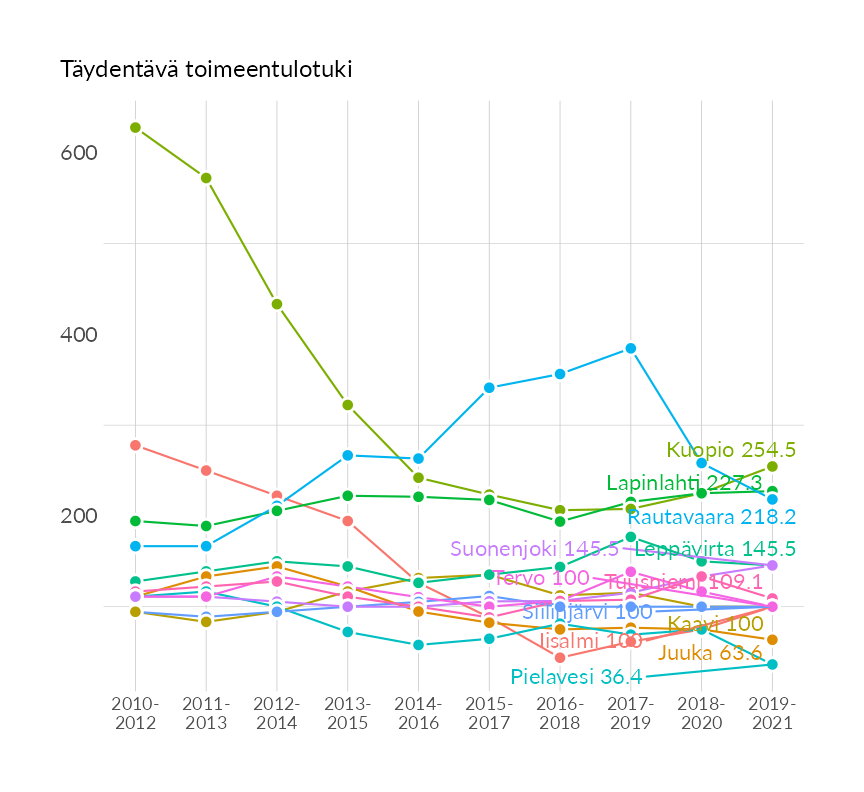 Täydentävä toimeentulotuki
600
400
200
Kuopio 254.5
Lapinlahti 227.3
Rautavaara 218.2
Suonenjoki 145.5
Leppävirta 145.5
Tervo 100
Tuusniemi 109.1
Siilinjärvi 100
Kaavi 100
Iisalmi 100
Juuka 63.6
Pielavesi 36.4
2010- 2011- 2012- 2013- 2014- 2015- 2016- 2017- 2018- 2019-
2012 2013 2014 2015 2016 2017 2018 2019 2020 2021